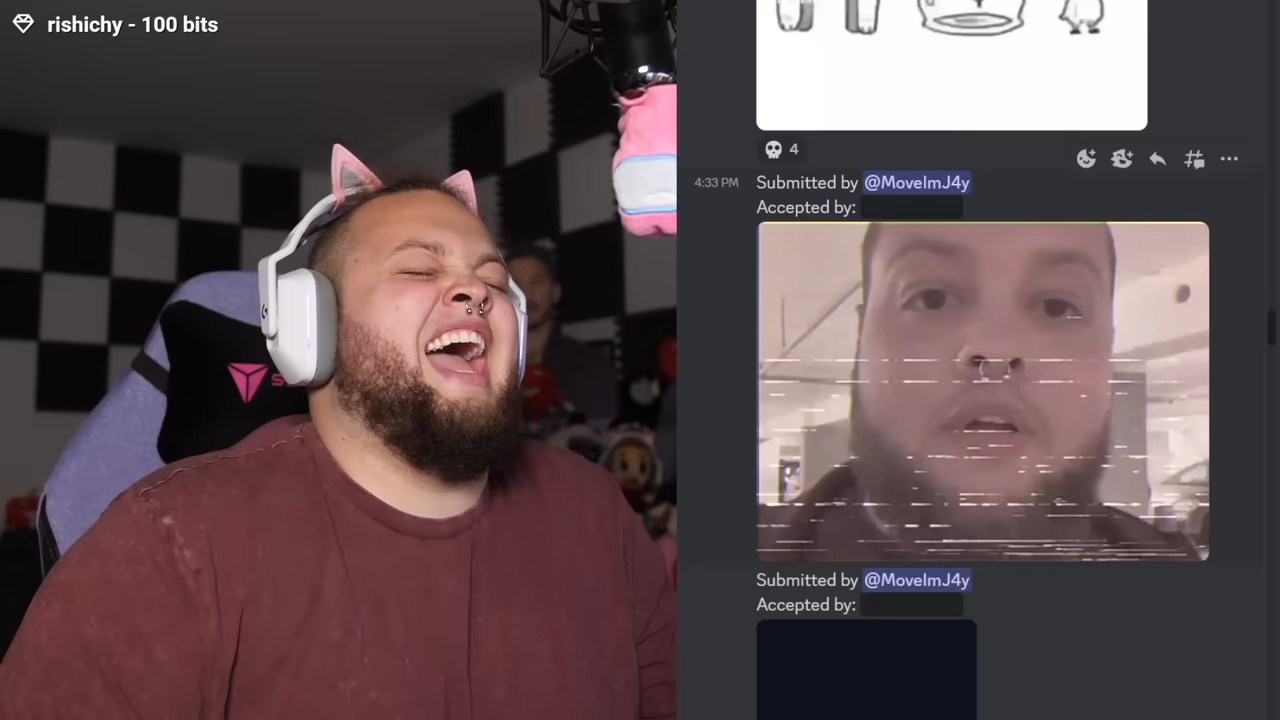 rishichy - 100 bits
4
4:33 PM
Submitted by @MoveImJ4y
Accepted by:
Submitted by @MoveImJ4y
Accepted by: